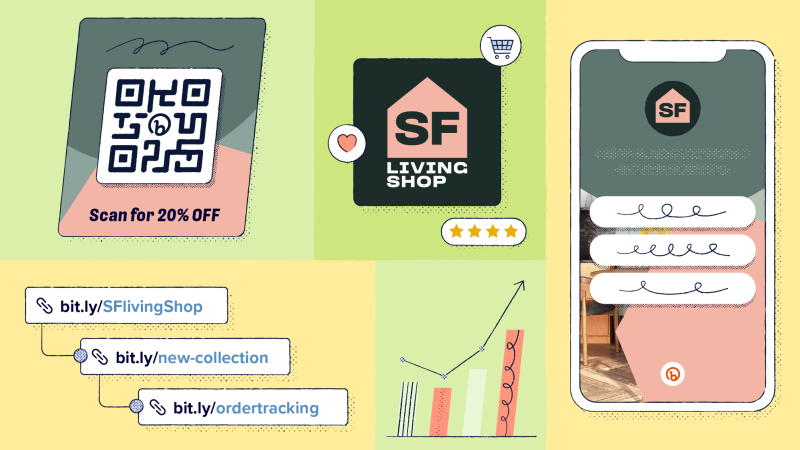 Scan for 20% OFF
SF
LIVING
SHOP
SF
bit.ly/SFlivingShop
bit.ly/new-collection
bit.ly/ordertracking